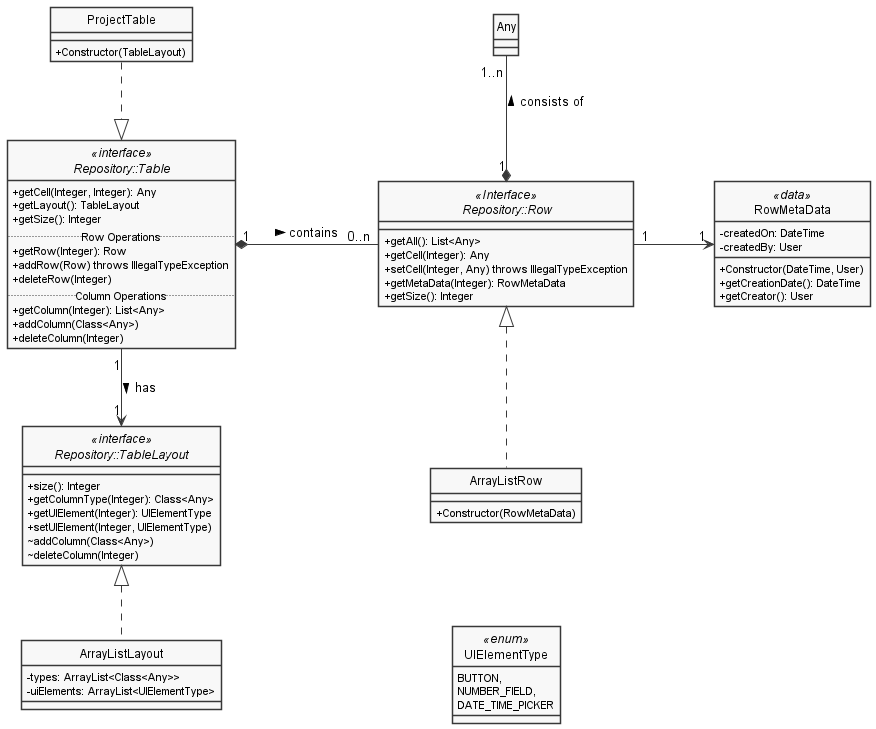 ProjectTable
+Constructor(TableLayout)
Any
1..n
consists of
1
«interface»
Repository::Table
+getCell(Integer, Integer): Any
+getLayout(): TableLayout
+getSize(): Integer
Row Operations
+getRow(Integer): Row
+addRow(Row) throws IllegalTypeException
+deleteRow(Integer)
Column Operations
+getColumn(Integer): List<Any>
+addColumn(Class<Any>)
+deleteColumn(Integer)
1
contains
0..n
«Interface»
Repository::Row
+getAll(): List<Any>
+getCell(Integer): Any
+setCell(Integer, Any) throws IllegalTypeException
+getMetaData(Integer): RowMetaData
+getSize(): Integer
1
1
«data»
RowMetaData
-createdOn: DateTime
-createdBy: User
+Constructor(DateTime, User)
+getCreationDate(): DateTime
+getCreator(): User
1
has
1
«interface»
Repository::TableLayout
+size(): Integer
+getColumnType(Integer): Class<Any>
+getUIElement(Integer): UIElementType
+setUIElement(Integer, UIElementType)
~addColumn(Class<Any>)
~deleteColumn(Integer)
ArrayListRow
+Constructor(RowMetaData)
ArrayListLayout
-types: ArrayList<Class<Any>>
-uiElements: ArrayList<UIElementType>
«enum»
UIElementType
BUTTON,
NUMBER_FIELD,
DATE_TIME_PICKER